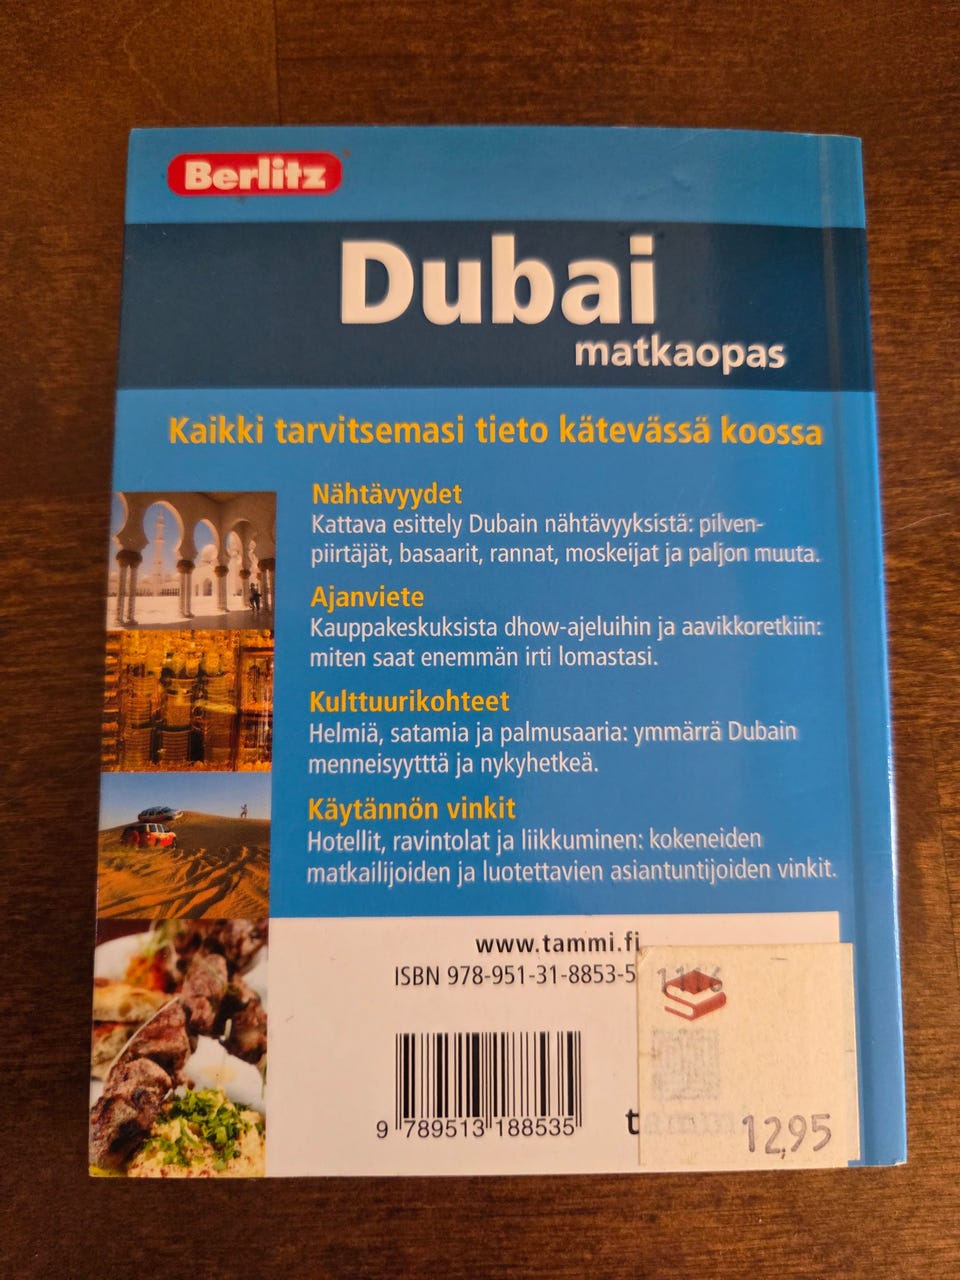 Berlitz
Dubai
matkaopas
Kaikki tarvitsemasi tieto kätevässä koossa
Nähtävyydet
Kattava esittely Dubain nähtävyyksistä: pilven-
piirtäjät, basaarit, rannat, moskeijat ja paljon muuta.
Ajanviete
Kauppakeskuksista dhow-ajeluihin ja aavikkoretkiin:
miten saat enemmän irti lomastasi.
Kulttuurikohteet
Helmiä, satamia ja palmusaaria: ymmärrä Dubain
menneisyytttä ja nykyhetkeä.
Käytännön vinkit
Hotellit, ravintolat ja liikkuminen: kokeneiden
matkailijoiden ja luotettavien asiantuntijoiden vinkit.
www.tammi.fi
ISBN 978-951-31-8853-5
9 789513 188535
tammi
12,95